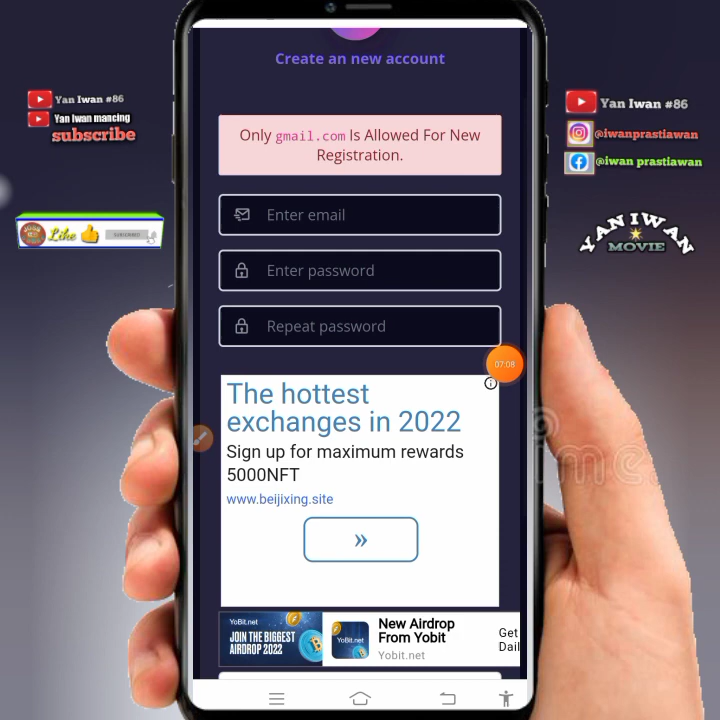 Create an new account
Yan Iwan #86
Yan Iwan mancing
subscribe
Like
SUBSCRIBED
Yan Iwan #86
@iwanprastiawan
@iwan prastiawan
YAN IWAN
MOVIE
Only gmail.com Is Allowed For New
Registration.
Enter email
Enter password
Repeat password
07:08
The hottest
exchanges in 2022
Sign up for maximum rewards
5000NFT
www.beijixing.site
»
YoBit.net
JOIN THE BIGGEST
AIRDROP 2022
YoBit.net
New Airdrop
From Yobit
Yobit.net
Get
Dail